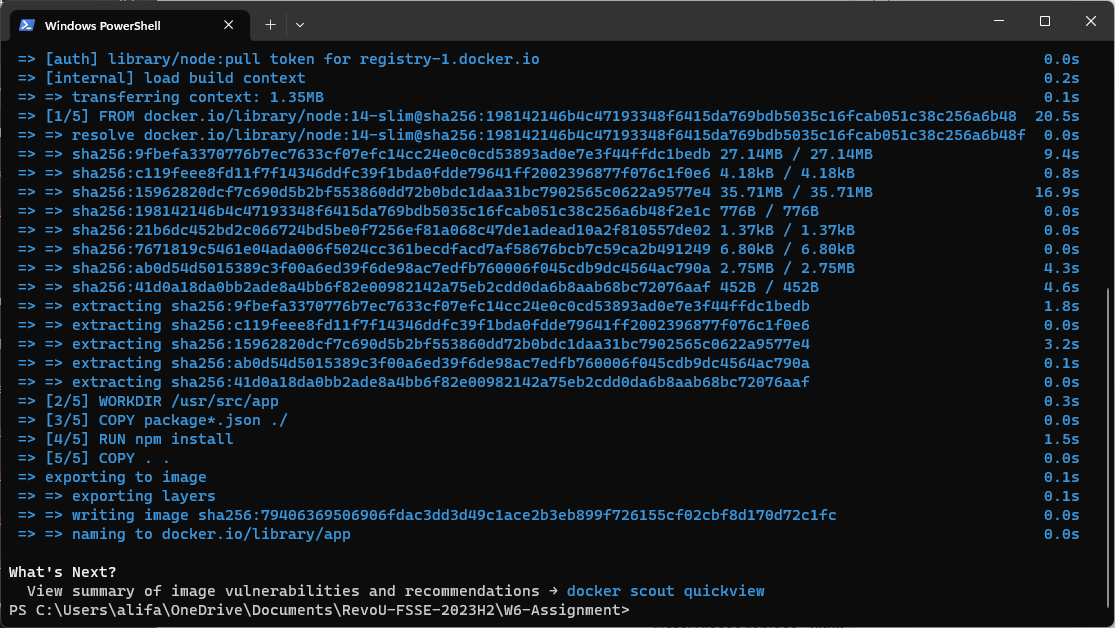 Windows PowerShell
=> [auth] library/node:pull token for registry-1.docker.io 0.0s
=> [internal] load build context 0.2s
=> => transferring context: 1.35MB 0.1s
=> [1/5] FROM docker.io/library/node:14-slim@sha256:198142146b4c47193348f6415da769bdb5035c16fcab051c38c256a6b48 20.5s
=> => resolve docker.io/library/node:14-slim@sha256:198142146b4c47193348f6415da769bdb5035c16fcab051c38c256a6b48f 0.0s
=> => sha256:9fbefa3370776b7ec7633cf07efc14cc24e0c0cd53893ad0e7e3f44ffdc1bedb 27.14MB / 27.14MB 9.4s
=> => sha256:c119feee8fd11f7f14346ddfc39f1bda0fdde79641ff2002396877f076c1f0e6 4.18kB / 4.18kB 0.8s
=> => sha256:15962820dcf7c690d5b2bf553860dd72b0bdc1daa31bc7902565c0622a9577e4 35.71MB / 35.71MB 16.9s
=> => sha256:198142146b4c47193348f6415da769bdb5035c16fcab051c38c256a6b48f2e1c 776B / 776B 0.0s
=> => sha256:21b6dc452bd2c066724bd5be0f7256ef81a068c47de1adead10a2f810557de02 1.37kB / 1.37kB 0.0s
=> => sha256:7671819c5461e04ada006f5024cc361becdfacd7af58676bcb7c59ca2b491249 6.80kB / 6.80kB 0.0s
=> => sha256:ab0d54d5015389c3f00a6ed39f6de98ac7edfb760006f045cdb9dc4564ac790a 2.75MB / 2.75MB 4.3s
=> => sha256:41d0a18da0bb2ade8a4bb6f82e00982142a75eb2cdd0da6b8aab68bc72076aaf 452B / 452B 4.6s
=> => extracting sha256:9fbefa3370776b7ec7633cf07efc14cc24e0c0cd53893ad0e7e3f44ffdc1bedb 1.8s
=> => extracting sha256:c119feee8fd11f7f14346ddfc39f1bda0fdde79641ff2002396877f076c1f0e6 0.0s
=> => extracting sha256:15962820dcf7c690d5b2bf553860dd72b0bdc1daa31bc7902565c0622a9577e4 3.2s
=> => extracting sha256:ab0d54d5015389c3f00a6ed39f6de98ac7edfb760006f045cdb9dc4564ac790a 0.1s
=> => extracting sha256:41d0a18da0bb2ade8a4bb6f82e00982142a75eb2cdd0da6b8aab68bc72076aaf 0.0s
=> [2/5] WORKDIR /usr/src/app 0.3s
=> [3/5] COPY package*.json ./ 0.0s
=> [4/5] RUN npm install 1.5s
=> [5/5] COPY . . 0.0s
=> exporting to image 0.1s
=> => exporting layers 0.1s
=> => writing image sha256:79406369506906fdac3dd3d49c1ace2b3eb899f726155cf02cbf8d170d72c1fc 0.0s
=> => naming to docker.io/library/app 0.0s
What's Next?
View summary of image vulnerabilities and recommendations → docker scout quickview
PS C:\Users\alifa\OneDrive\Documents\RevoU-FSSE-2023H2\W6-Assignment>